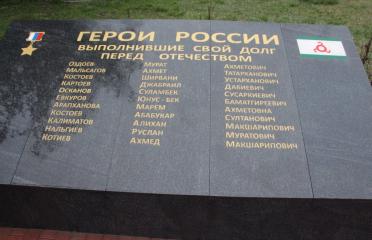 ГЕРОИ РОССИИ
ВЫПОЛНИВШИЕ СВОЙ ДОЛГ
ПЕРЕД ОТЕЧЕСТВОМ
ОЗДОЕВ МУРАТ АХМЕТОВИЧ
МАЛЬСАГОВ АХМЕТ ТАТАРХАНОВИЧ
КОСТОЕВ ШИРВАНИ УСТАРХАНОВИЧ
КАРТОЕВ ДЖАБРАИЛ ДАБИЕВИЧ
ОСКАНОВ СУЛАМБЕК СУСАРКИЕВИЧ
ЕВКУРОВ ЮНУС - БЕК БАМАТГИРЕЕВИЧ
АРАПХАНОВА МАРЕМ АХМЕТОВНА
КОСТОЕВ АБАБУКАР СУЛТАНОВИЧ
КАЛИМАТОВ АЛИХАН МАКШАРИПОВИЧ
НАЛЬГИЕВ РУСЛАН МУРАТОВИЧ
КОТИЕВ АХМЕД МАКШАРИПОВИЧ